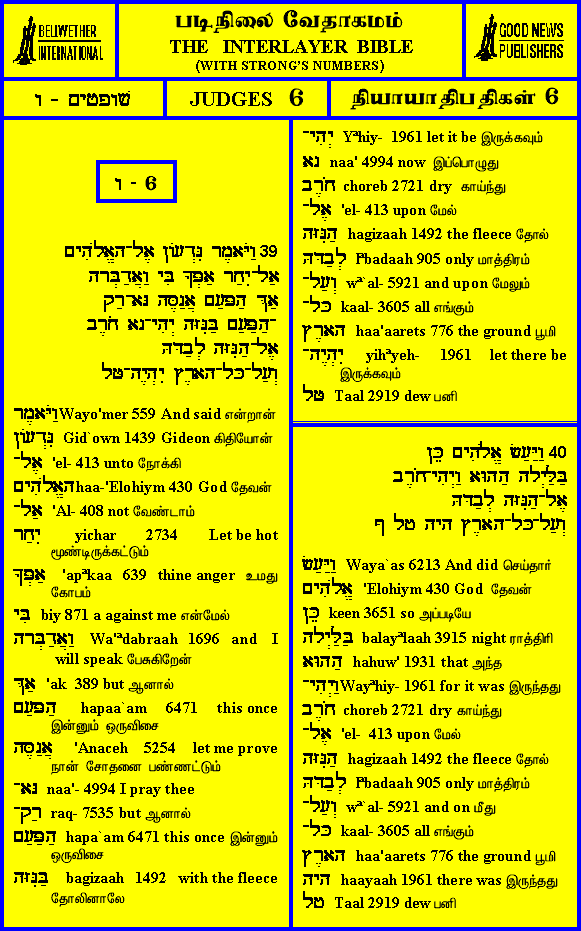 BELLWETHER
INTERNATIONAL
படிநிலை வேதாகமம்
THE INTERLAYER BIBLE
(WITH STRONG'S NUMBERS)
GOOD NEWS
PUBLISHERS
שופטים - ו
JUDGES 6
நியாயாதிபதிகள் 6
ו - 6
39 וַיֹּאמֶר גִּדְעוֹן אֶל־הָאֱלֹהִים
אַל־יִחַר אַפְּךָ בִּי וַאֲדַבְּרָה
אַךְ הַפָּעַם אֲנַסֶּה נָּא־רַק
־הַפַּעַם בַּגִּזָּה יְהִי־נָא חֹרֶב
אֶל־הַגִּזָּה לְבַדָּהּ
וְעַל־כָּל־הָאָרֶץ יִהְיֶה־טָּל
וַיֹּאמֶר Wayo'mer 559 And said என்றான்
גִּדְעוֹן Gid`own 1439 Gideon கிதியோன்
אֶל־ 'el- 413 unto நோக்கி
הָאֱלֹהִים haa-'Elohiym 430 God தேவன்
אַל־ 'Al- 408 not வேண்டாம்
יִחַר yichar 2734 Let be hot
மூண்டிருக்கட்டும்
אַפְּךָ 'apªkaa 639 thine anger உமது
கோபம்
בִּי biy 871 a against me என்மேல்
וַאֲדַבְּרָה Wa'ªdabraah 1696 and I
will speak பேசுகிறேன்
אַךְ 'ak 389 but ஆனால்
הַפָּעַם hapaa`am 6471 this once
இன்னும் ஒருவிசை
אֲנַסֶּה 'Anaceh 5254 let me prove
நான் சோதனை பண்ணட்டும்
נָא־ naa'- 4994 I pray thee
רַק־ raq- 7535 but ஆனால்
הַפַּעַם hapa`am 6471 this once இன்னும்
ஒருவிசை
בַּגִּזָּה bagizaah 1492 with the fleece
தோலினாலே
יְהִי־ Yªhiy- 1961 let it be இருக்கவும்
נָא naa' 4994 now இப்பொழுது
חֹרֶב choreb 2721 dry காய்ந்து
אֶל־ 'el- 413 upon மேல்
הַגִּזָּה hagizaah 1492 the fleece தோல்
לְבַדָּהּ lªbadaah 905 only மாத்திரம்
וְעַל־ wª`al- 5921 and upon மேலும்
כָּל־ kaal- 3605 all எங்கும்
הָאָרֶץ haa'aarets 776 the ground பூமி
יִהְיֶה־ yihªyeh- 1961 let there be
இருக்கவும்
טָּל Taal 2919 dew பனி
40 וַיַּעַשׂ אֱלֹהִים כֵּן
בַּלַּיְלָה הַהוּא וַיְהִי־חֹרֶב
אֶל־הַגִּזָּה לְבַדָּהּ
וְעַל־כָּל־הָאָרֶץ הָיָה טָל ף
וַיַּעַשׂ Waya`as 6213 And did செய்தார்
אֱלֹהִים 'Elohiym 430 God தேவன்
כֵּן keen 3651 so அப்படியே
בַּלַּיְלָה balayªlaah 3915 night ராத்திரி
הַהוּא hahuw' 1931 that அந்த
וַיְהִי־ Wayªhiy- 1961 for it was இருந்தது
חֹרֶב choreb 2721 dry காய்ந்து
אֶל־ 'el- 413 upon மேல்
הַגִּזָּה hagizaah 1492 the fleece தோல்
לְבַדָּהּ lªbadaah 905 only மாத்திரம்
וְעַל־ wª`al- 5921 and on மீது
כָּל־ kaal- 3605 all எங்கும்
הָאָרֶץ haa'aarets 776 the ground பூமி
הָיָה haayaah 1961 there was இருந்தது
טָל Taal 2919 dew பனி